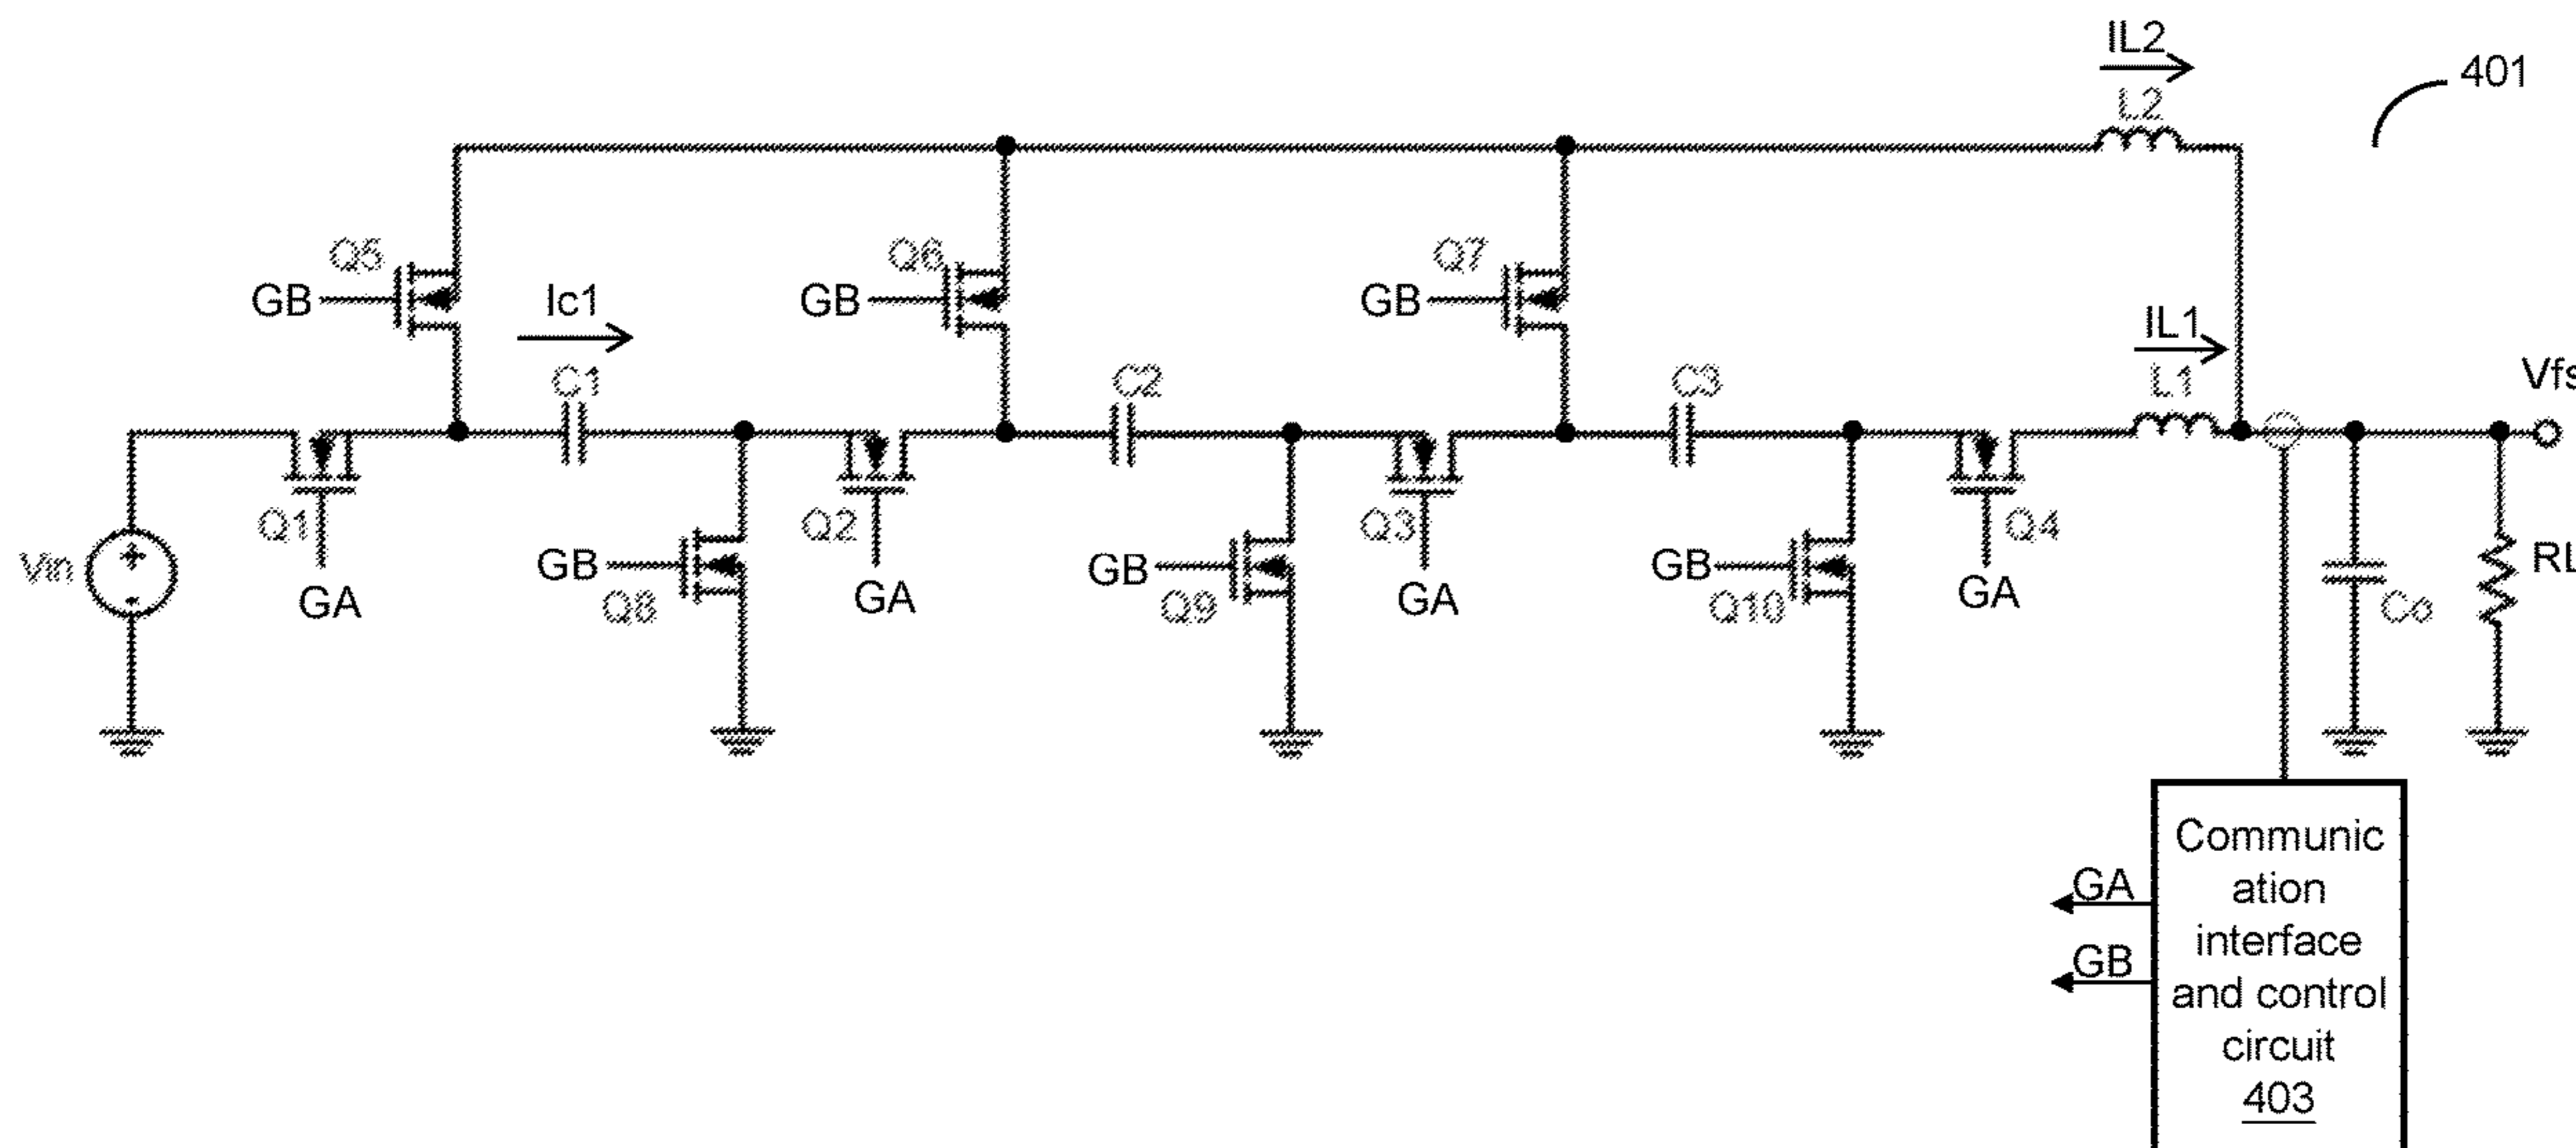 IL2
401
L2
Q5
Q6
Q7
GB
Ic1
GB
GB
IL1
C1
C2
C3
L1
Vfs
Q1
Q2
Q3
Q4
Vin
+
-
GB
Q8
GA
GB
Q9
GA
GB
Q10
GA
GA
Co
RL
GA
GB
Communic
ation
interface
and control
circuit
403